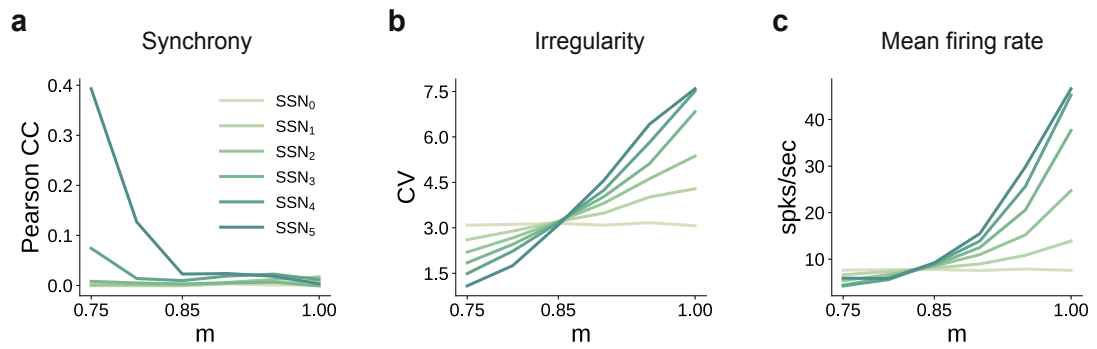 a
Synchrony
Pearson CC
0.4
0.3
0.2
0.1
0.0
0.75
0.85
1.00
m
SSN₀
SSN₁
SSN₂
SSN₃
SSN₄
SSN₅
b
Irregularity
CV
7.5
6.0
4.5
3.0
1.5
0.75
0.85
1.00
m
c
Mean firing rate
spks/sec
40
30
20
10
0.75
0.85
1.00
m